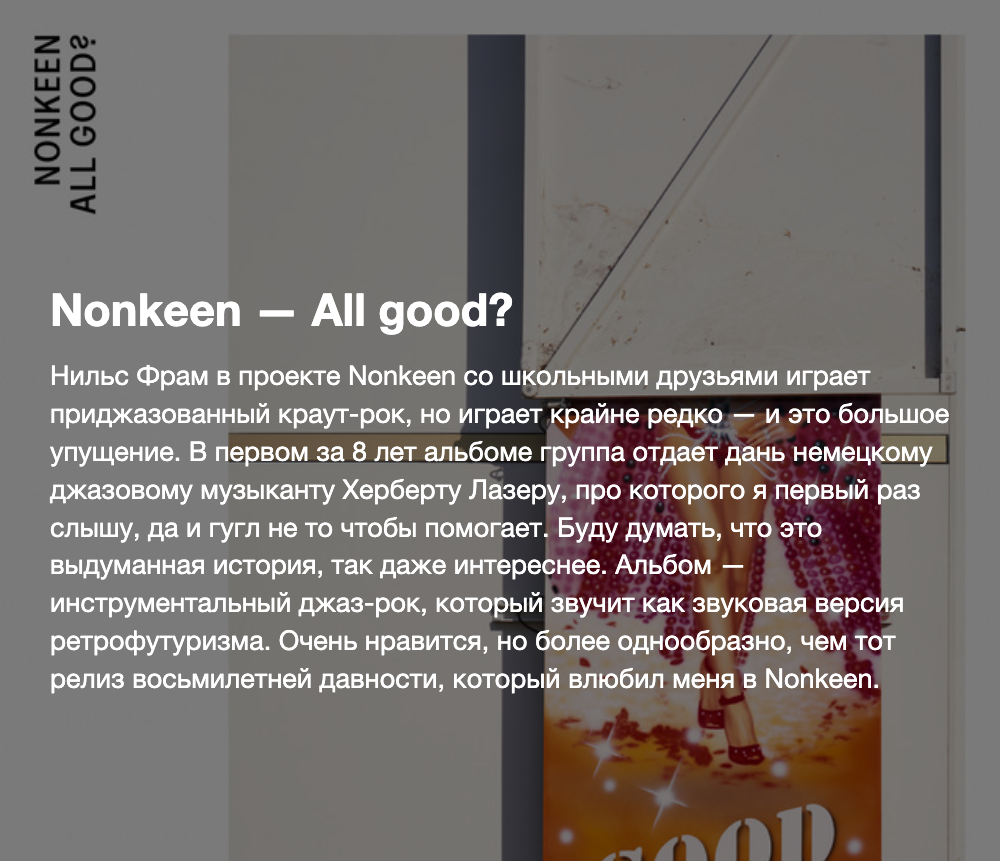 NONKEEN
ALL GOOD?
Nonkeen — All good?
Нильс Фрам в проекте Nonkeen со школьными друзьями играет
приджазованный краут-рок, но играет крайне редко — и это большое
упущение. В первом за 8 лет альбоме группа отдает дань немецкому
джазовому музыканту Херберту Лазеру, про которого я первый раз
слышу, да и гугл не то чтобы помогает. Буду думать, что это
выдуманная история, так даже интереснее. Альбом —
инструментальный джаз-рок, который звучит как звуковая версия
ретрофутуризма. Очень нравится, но более однообразно, чем тот
релиз восьмилетней давности, который влюбил меня в Nonkeen.
GOOD